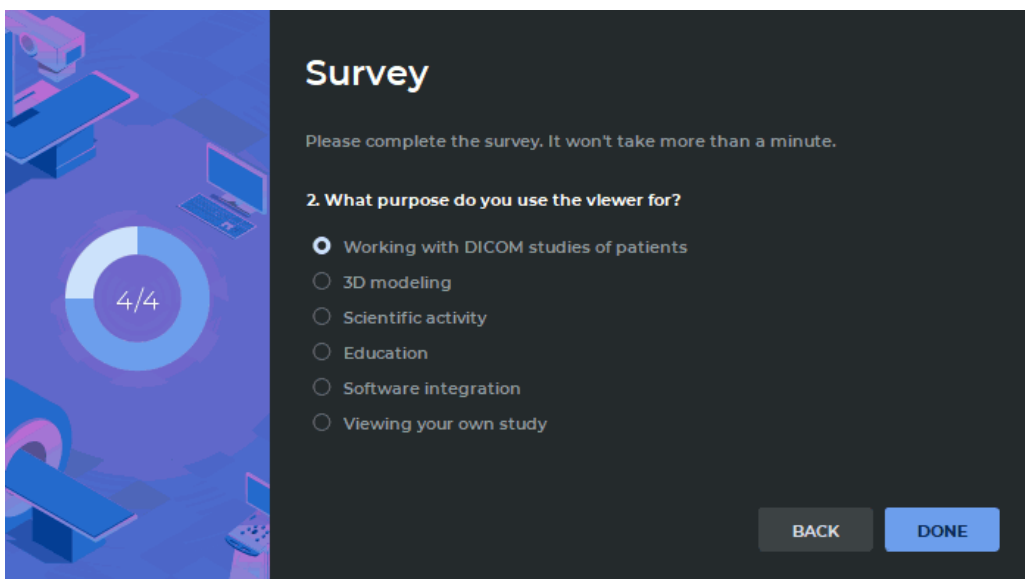 Survey
Please complete the survey. It won't take more than a minute.
2. What purpose do you use the viewer for?
Working with DICOM studies of patients
3D modeling
Scientific activity
Education
Software integration
Viewing your own study
4/4
BACK
DONE